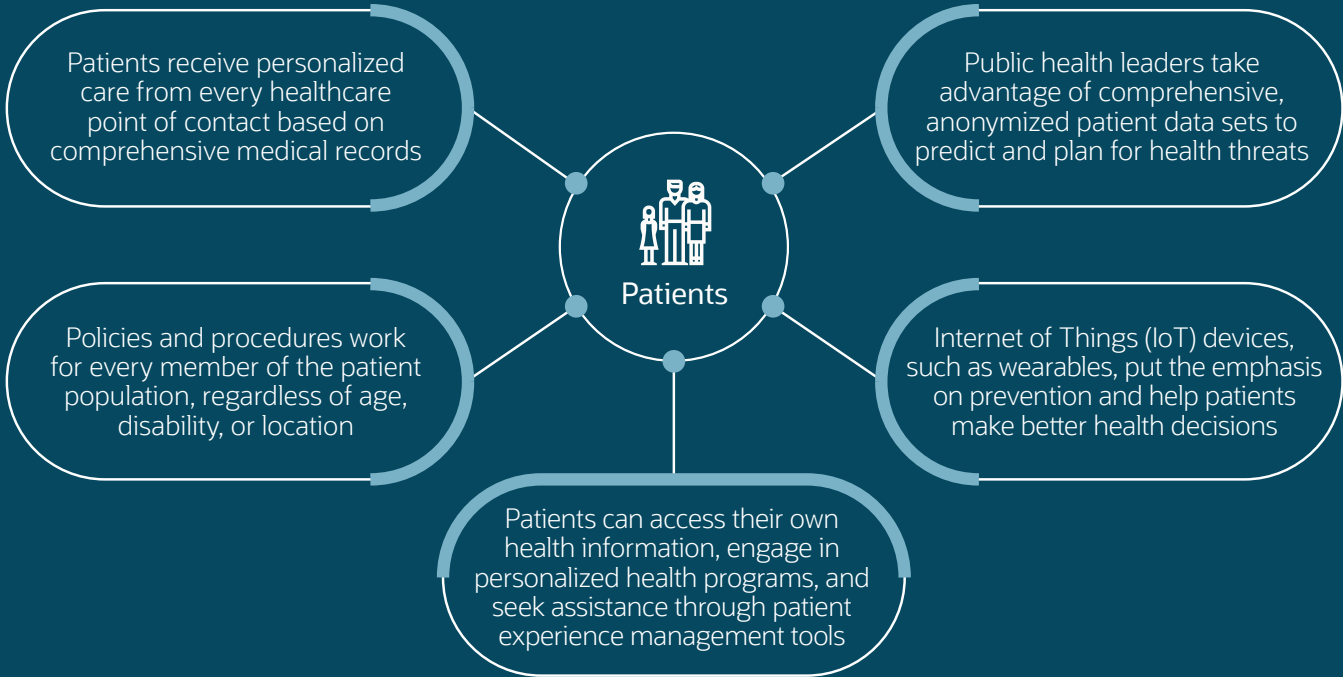 Patients receive personalized
care from every healthcare
point of contact based on
comprehensive medical records
Public health leaders take
advantage of comprehensive,
anonymized patient data sets to
predict and plan for health threats
Patients
Policies and procedures work
for every member of the patient
population, regardless of age,
disability, or location
Internet of Things (IoT) devices,
such as wearables, put the emphasis
on prevention and help patients
make better health decisions
Patients can access their own
health information, engage in
personalized health programs, and
seek assistance through patient
experience management tools